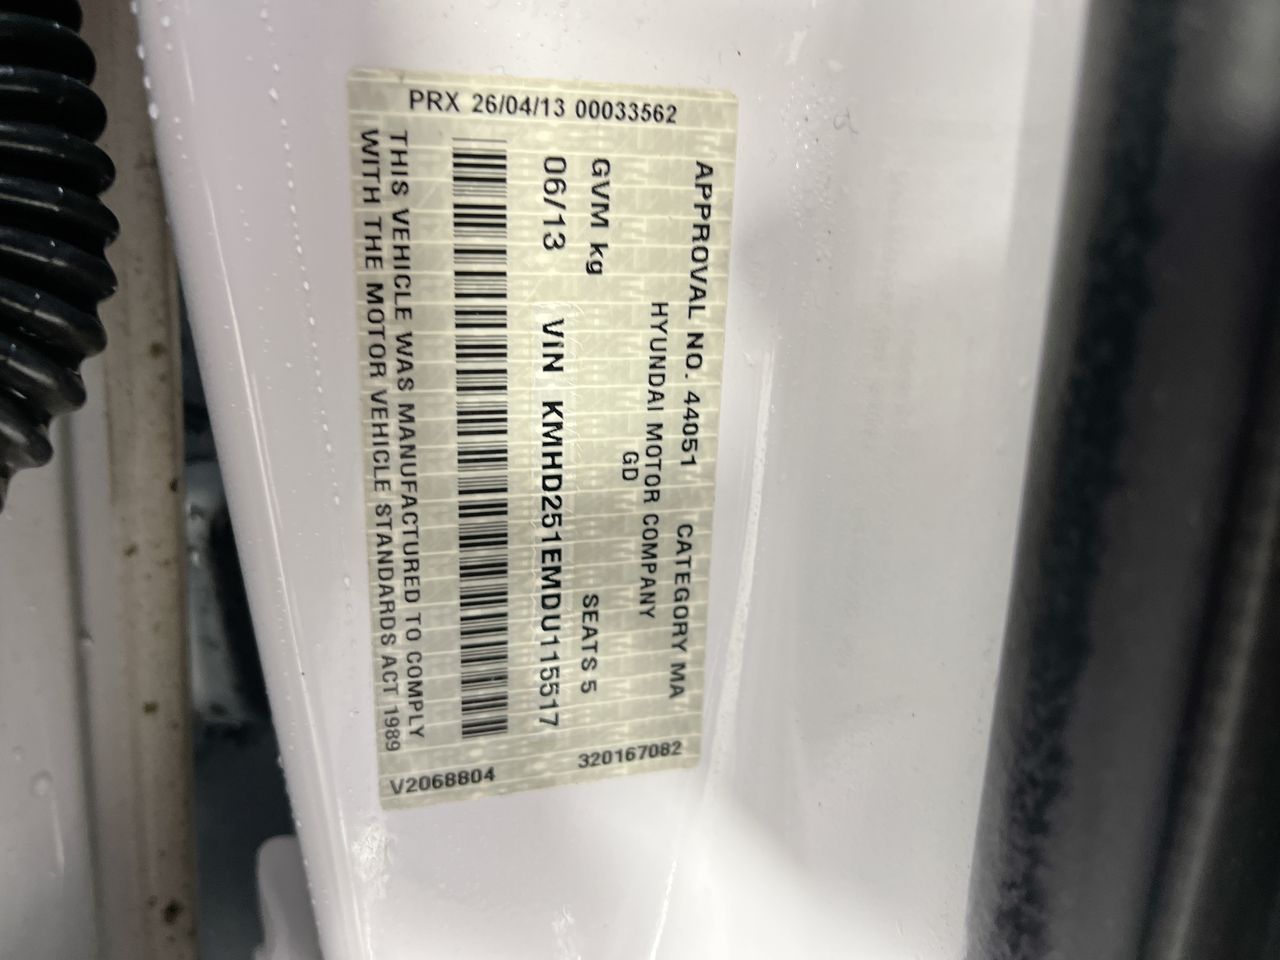 PRX 26/04/13 00033562
APPROVAL NO. 44051 CATEGORY MA
HYUNDAI MOTOR COMPANY
GD
GVM kg SEATS 5
06/13 VIN KMHD251EMDU115517
THIS VEHICLE WAS MANUFACTURED TO COMPLY
WITH THE MOTOR VEHICLE STANDARDS ACT 1989
320167082
V2068804